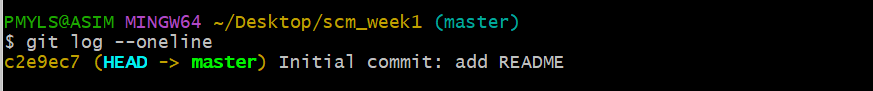 PMYLS@ASIM MINGW64 ~/Desktop/scm_week1 (master)
$ git log --oneline
c2e9ec7 (HEAD -> master) Initial commit: add README